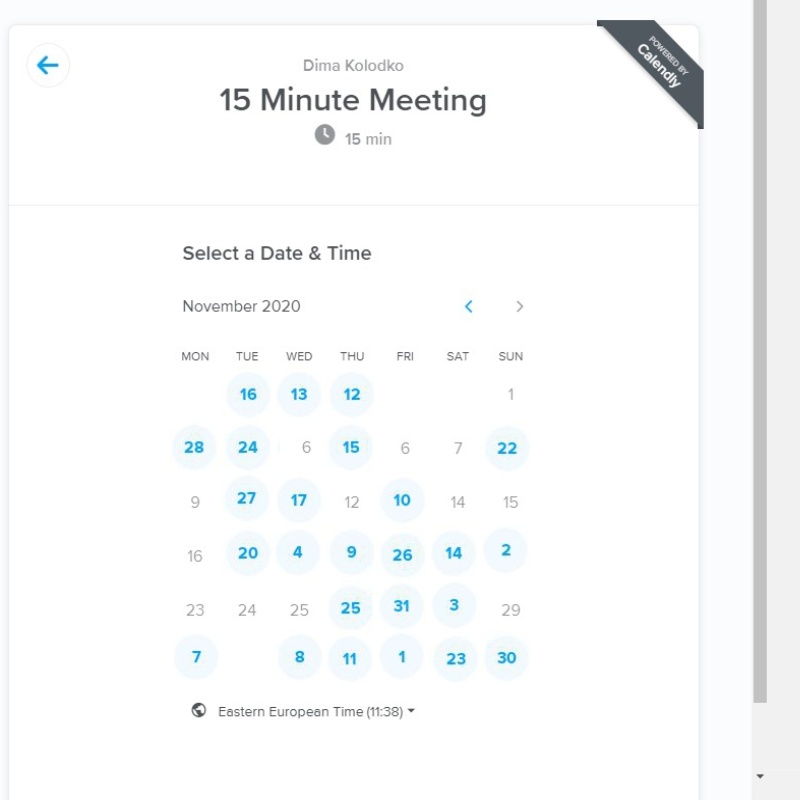 POWERED BY
Calendly
Dima Kolodko
15 Minute Meeting
15 min
Select a Date & Time
November 2020
MON TUE WED THU FRI SAT SUN
16 13 12 1
28 24 6 15 6 7 22
9 27 17 12 10 14 15
16 20 4 9 26 14 2
23 24 25 25 31 3 29
7 8 11 1 23 30
Eastern European Time (11:38)